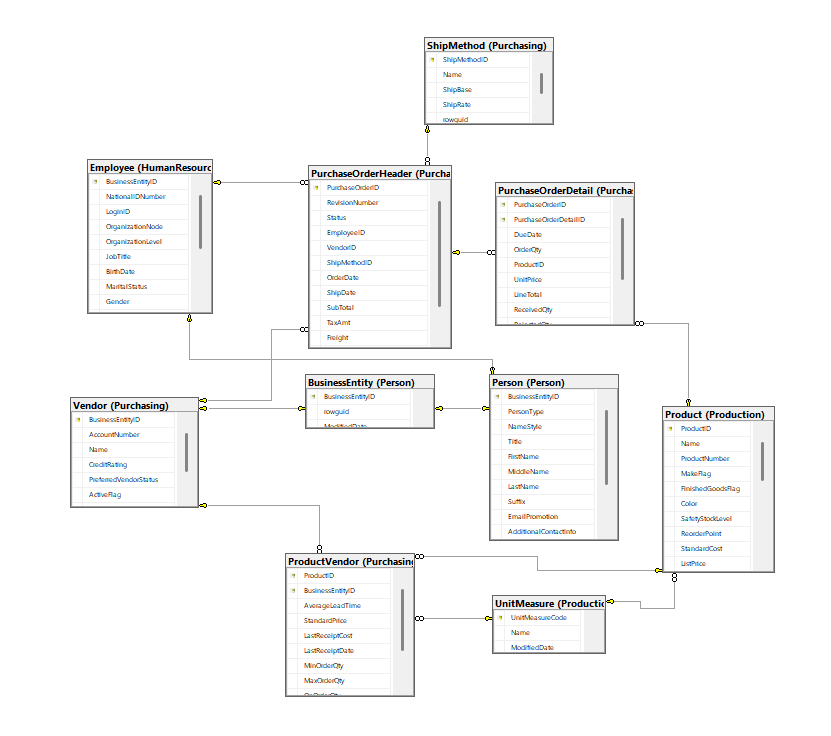 ShipMethod (Purchasing)
ShipMethodID
Name
ShipBase
ShipRate
rowguid
Employee (HumanResourc
BusinessEntityID
NationalIDNumber
LoginID
OrganizationNode
OrganizationLevel
JobTitle
BirthDate
MaritalStatus
Gender
PurchaseOrderHeader (Purcha
PurchaseOrderID
RevisionNumber
Status
EmployeeID
VendorID
ShipMethodID
OrderDate
ShipDate
SubTotal
TaxAmt
Freight
PurchaseOrderDetail (Purchas
PurchaseOrderID
PurchaseOrderDetailID
DueDate
OrderQty
ProductID
UnitPrice
LineTotal
ReceivedQty
RejectedQty
Vendor (Purchasing)
BusinessEntityID
AccountNumber
Name
CreditRating
PreferredVendorStatus
ActiveFlag
BusinessEntity (Person)
BusinessEntityID
rowguid
ModifiedDate
Person (Person)
BusinessEntityID
PersonType
NameStyle
Title
FirstName
MiddleName
LastName
Suffix
EmailPromotion
AdditionalContactInfo
Product (Production)
ProductID
Name
ProductNumber
MakeFlag
FinishedGoodsFlag
Color
SafetyStockLevel
ReorderPoint
StandardCost
ListPrice
ProductVendor (Purchasing
ProductID
BusinessEntityID
AverageLeadTime
StandardPrice
LastReceiptCost
LastReceiptDate
MinOrderQty
MaxOrderQty
OnOrderQty
UnitMeasure (Productio
UnitMeasureCode
Name
ModifiedDate